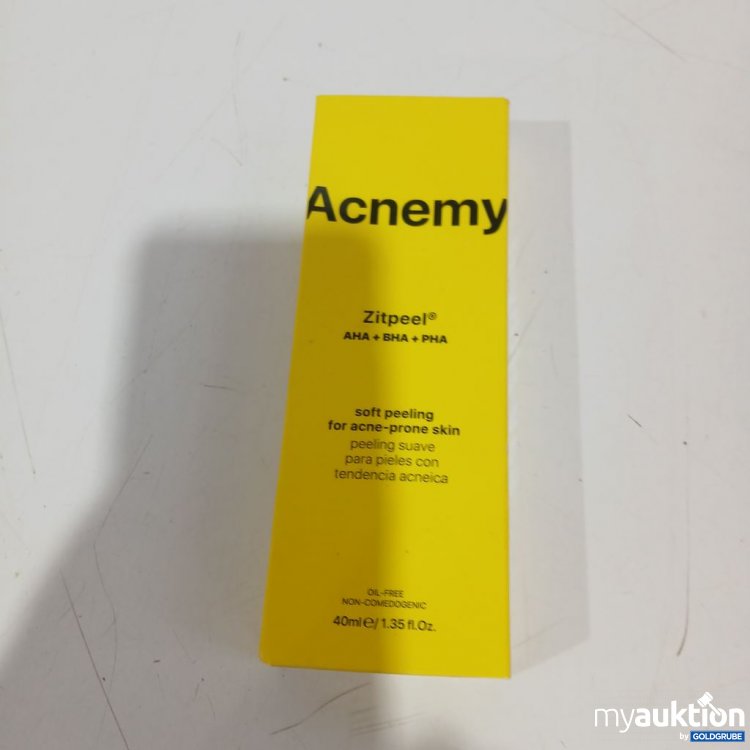 Acnemy
Zitpeel®
AHA + BHA + PHA
soft peeling
for acne-prone skin
peeling suave
para pieles con
tendencia acneica
OIL-FREE
NON-COMEDOGENIC
40ml ℮/ 1.35 fl.Oz.
myauktion
by GOLDGRUBE